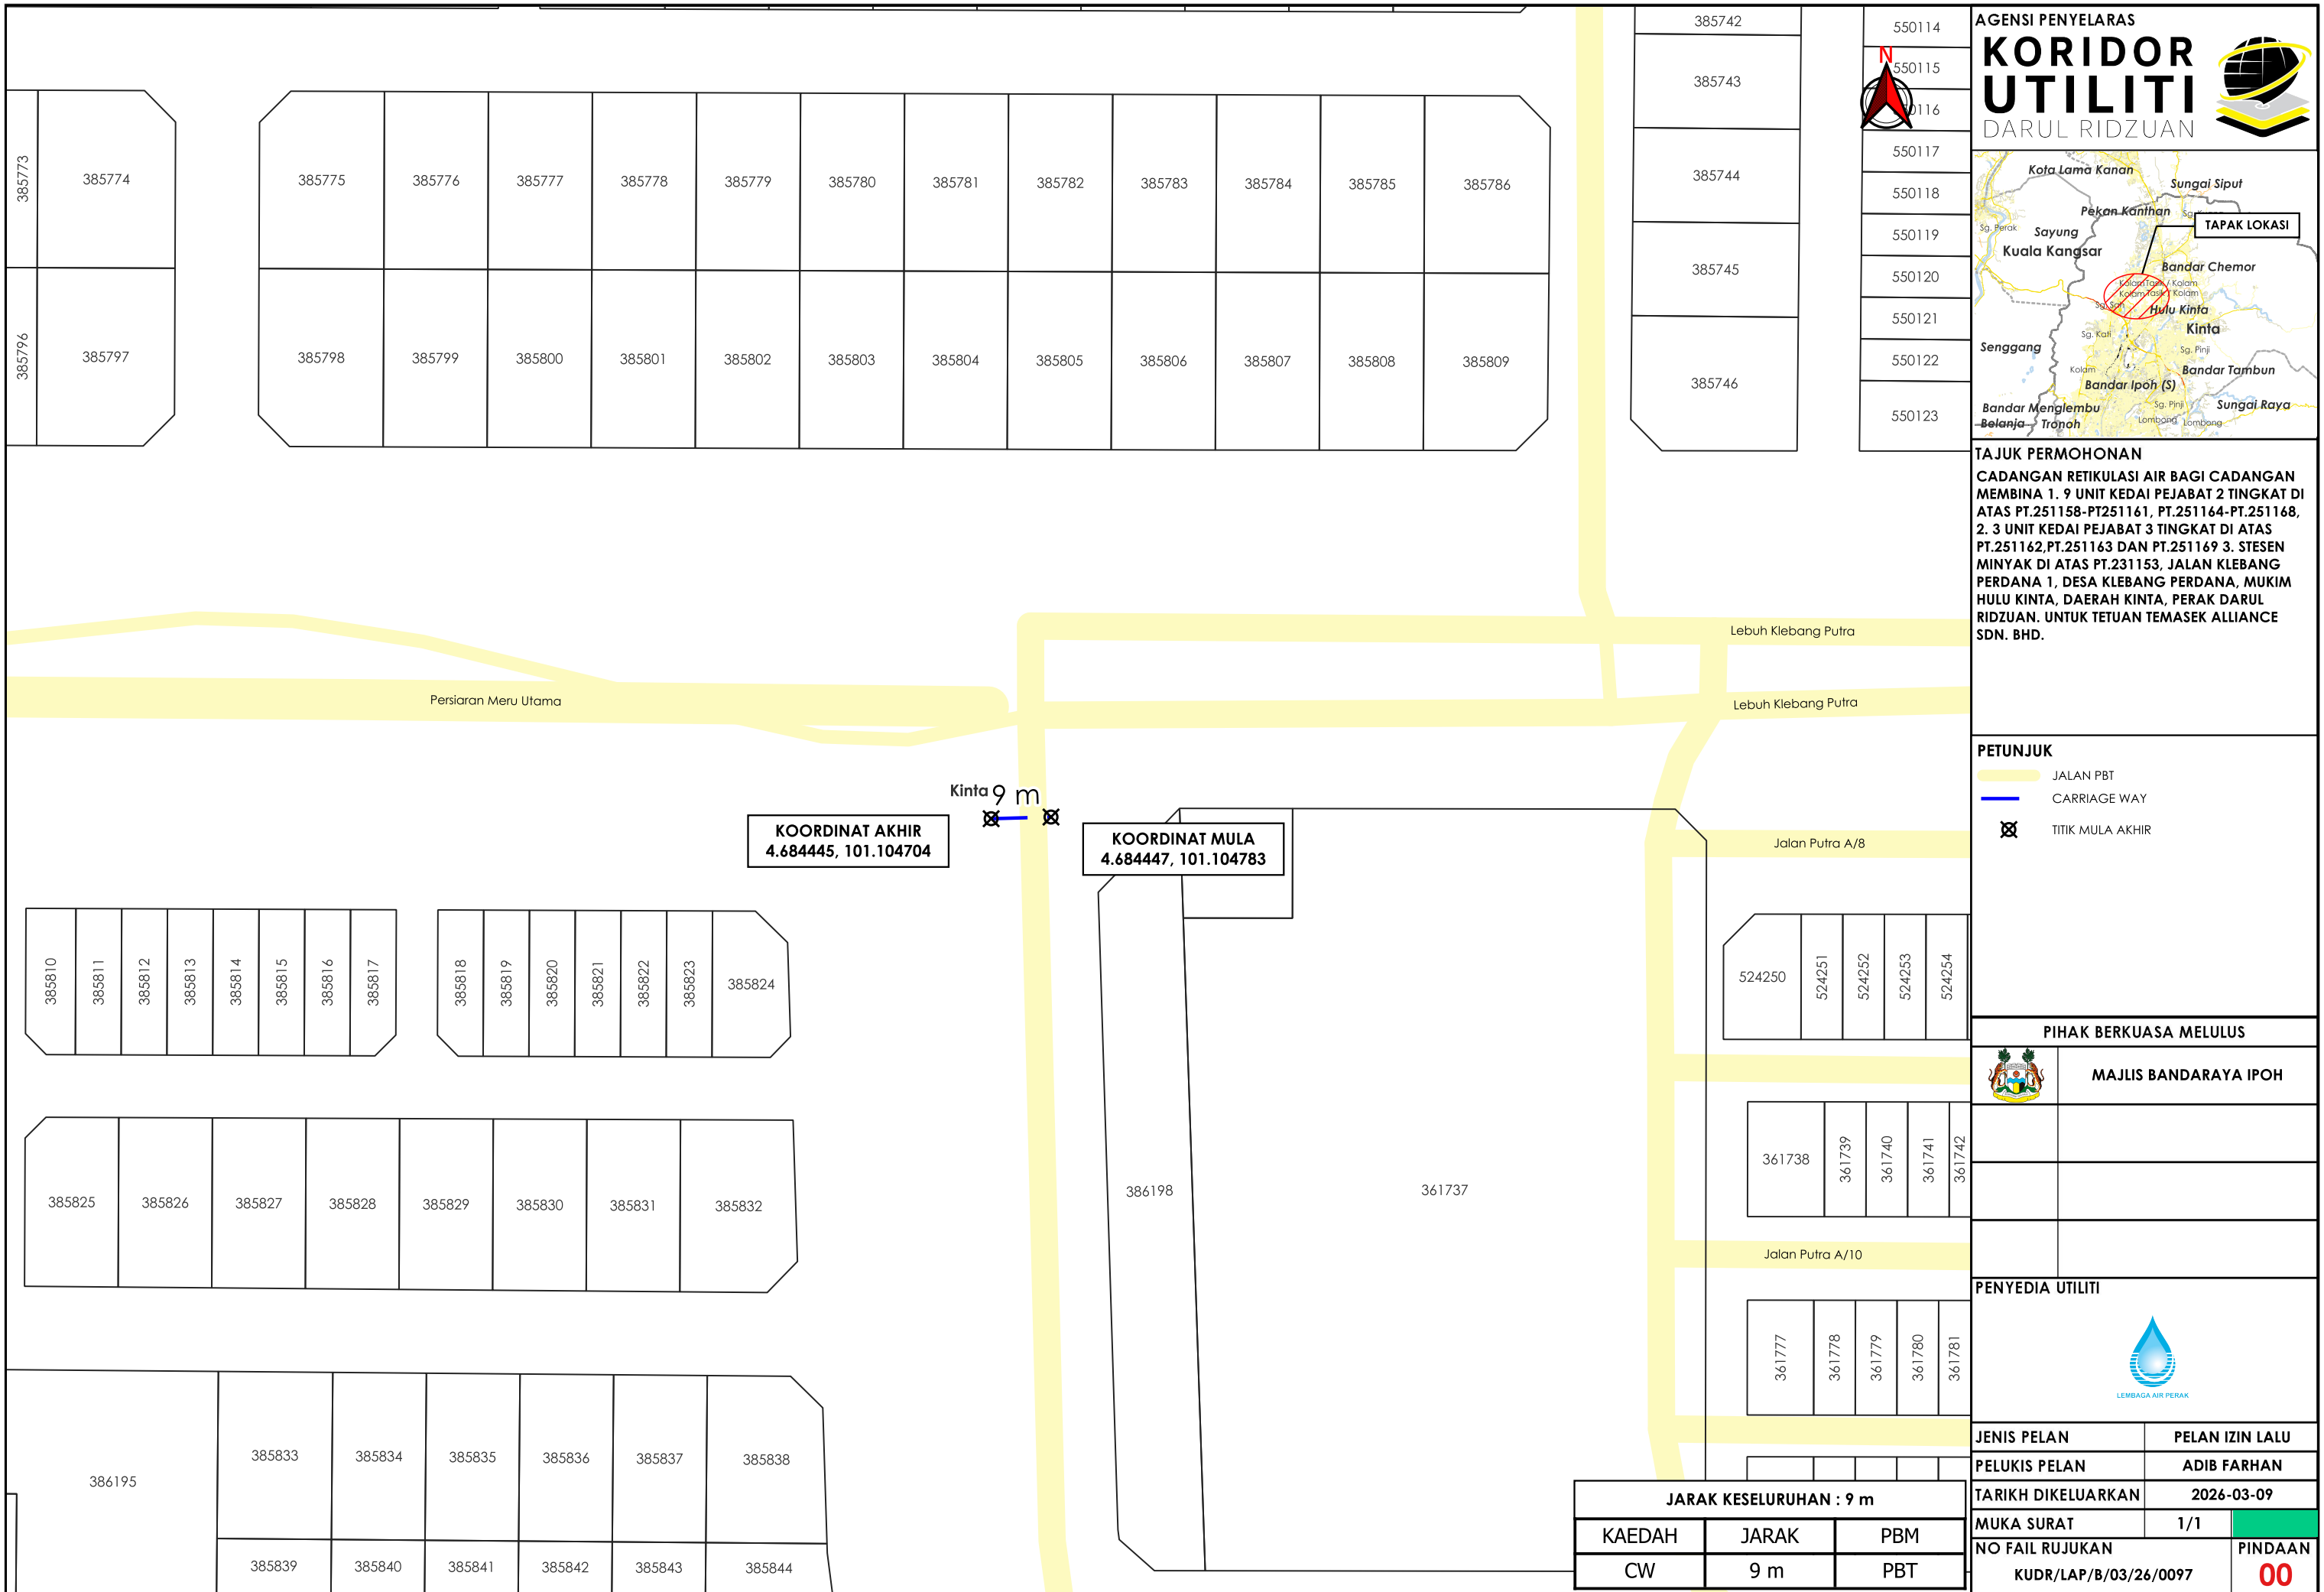 385742
385743
385744
385745
385746
550114
550115
550117
550118
550119
550120
550121
550122
550123
N
385773
385774
385775
385776
385777
385778
385779
385780
385781
385782
385783
385784
385785
385786
385796
385797
385798
385799
385800
385801
385802
385803
385804
385805
385806
385807
385808
385809
Lebuh Klebang Putra
Persiaran Meru Utama
Lebuh Klebang Putra
Kinta
9 m
KOORDINAT AKHIR
4.684445, 101.104704
KOORDINAT MULA
4.684447, 101.104783
Jalan Putra A/8
385810
385811
385812
385813
385814
385815
385816
385817
385818
385819
385820
385821
385822
385823
385824
524250
524251
524252
524253
524254
385825
385826
385827
385828
385829
385830
385831
385832
386198
361737
361738
361739
361740
361741
361742
Jalan Putra A/10
361777
361778
361779
361780
361781
386195
385833
385834
385835
385836
385837
385838
385839
385840
385841
385842
385843
385844
JARAK KESELURUHAN : 9 m
KAEDAH JARAK PBM
CW 9 m PBT
AGENSI PENYELARAS
KORIDOR
UTILITI
DARUL RIDZUAN
Kota Lama Kanan
Sungai Siput
Pekan Kanthan
TAPAK LOKASI
Sg. Perak
Sayung
Kuala Kangsar
Bandar Chemor
Hulu Kinta
Kinta
Sg. Kati
Senggang
Sg. Pinji
Kolam
Bandar Tambun
Bandar Ipoh (S)
Bandar Menglembu
Sg. Pinji
Sungai Raya
Belanja
Tronoh
Lombong
Lombong
TAJUK PERMOHONAN
CADANGAN RETIKULASI AIR BAGI CADANGAN
MEMBINA 1. 9 UNIT KEDAI PEJABAT 2 TINGKAT DI
ATAS PT.251158-PT251161, PT.251164-PT.251168,
2. 3 UNIT KEDAI PEJABAT 3 TINGKAT DI ATAS
PT.251162,PT.251163 DAN PT.251169 3. STESEN
MINYAK DI ATAS PT.231153, JALAN KLEBANG
PERDANA 1, DESA KLEBANG PERDANA, MUKIM
HULU KINTA, DAERAH KINTA, PERAK DARUL
RIDZUAN. UNTUK TETUAN TEMASEK ALLIANCE
SDN. BHD.
PETUNJUK
JALAN PBT
CARRIAGE WAY
TITIK MULA AKHIR
PIHAK BERKUASA MELULUS
MAJLIS BANDARAYA IPOH
PENYEDIA UTILITI
LEMBAGA AIR PERAK
JENIS PELAN PELAN IZIN LALU
PELUKIS PELAN ADIB FARHAN
TARIKH DIKELUARKAN 2026-03-09
MUKA SURAT 1/1
NO FAIL RUJUKAN PINDAAN
KUDR/LAP/B/03/26/0097 00